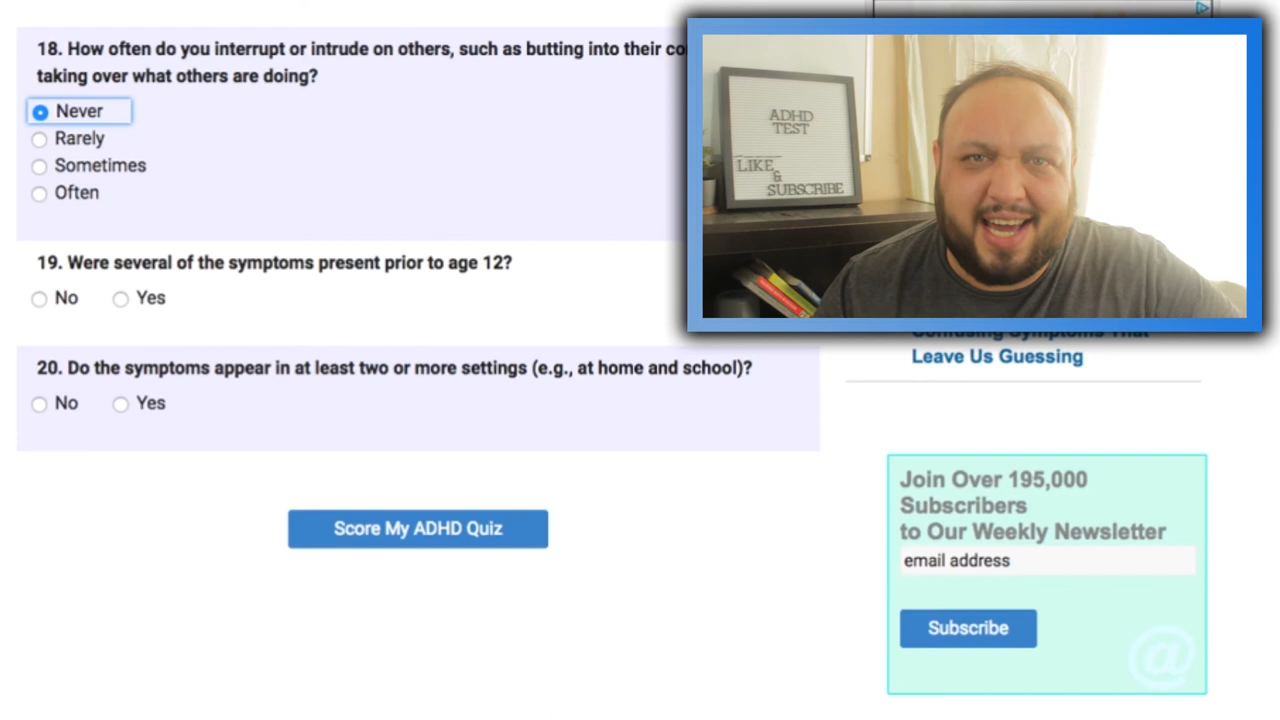 18. How often do you interrupt or intrude on others, such as butting into their
taking over what others are doing?
Never
Rarely
Sometimes
Often
19. Were several of the symptoms present prior to age 12?
No Yes
20. Do the symptoms appear in at least two or more settings (e.g., at home and school)?
No Yes
Score My ADHD Quiz
ADHD
TEST
LIKE
&
SUBSCRIBE
Confusing Symptoms That
Leave Us Guessing
Join Over 195,000
Subscribers
to Our Weekly Newsletter
email address
Subscribe
@